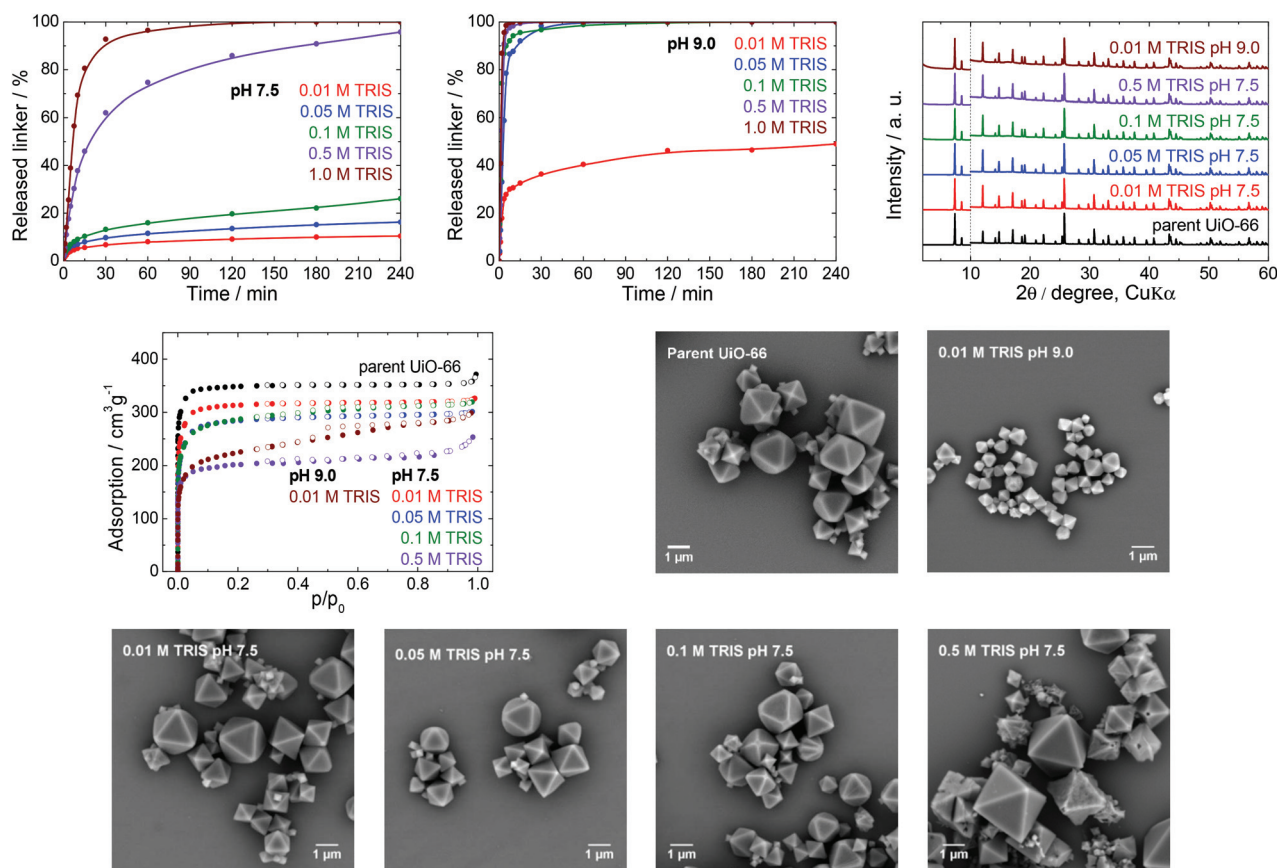 100
80
60
40
20
0
Released linker / %
pH 7.5
0.01 M TRIS
0.05 M TRIS
0.1 M TRIS
0.5 M TRIS
1.0 M TRIS
0 30 60 90 120 150 180 210 240
Time / min
100
80
60
40
20
0
Released linker / %
pH 9.0
0.01 M TRIS
0.05 M TRIS
0.1 M TRIS
0.5 M TRIS
1.0 M TRIS
0 30 60 90 120 150 180 210 240
Time / min
Intensity / a. u.
0.01 M TRIS pH 9.0
0.5 M TRIS pH 7.5
0.1 M TRIS pH 7.5
0.05 M TRIS pH 7.5
0.01 M TRIS pH 7.5
parent UiO-66
10 20 30 40 50 60
2θ / degree, CuKα
400
300
200
100
0
Adsorption / cm³ g⁻¹
parent UiO-66
pH 9.0 pH 7.5
0.01 M TRIS 0.01 M TRIS
0.05 M TRIS
0.1 M TRIS
0.5 M TRIS
0.0 0.2 0.4 0.6 0.8 1.0
p/p₀
Parent UiO-66
1 µm
0.01 M TRIS pH 9.0
1 µm
0.01 M TRIS pH 7.5
1 µm
0.05 M TRIS pH 7.5
1 µm
0.1 M TRIS pH 7.5
1 µm
0.5 M TRIS pH 7.5
1 µm